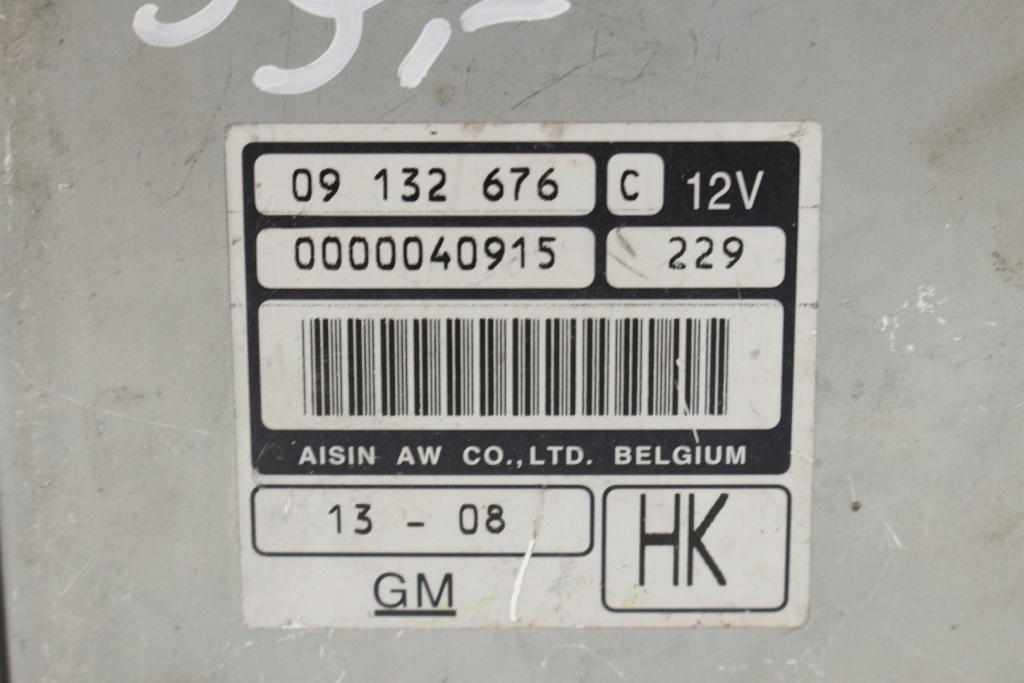 09 132 676 C 12V
0000040915 229
AISIN AW CO.,LTD. BELGIUM
13 - 08
HK
GM